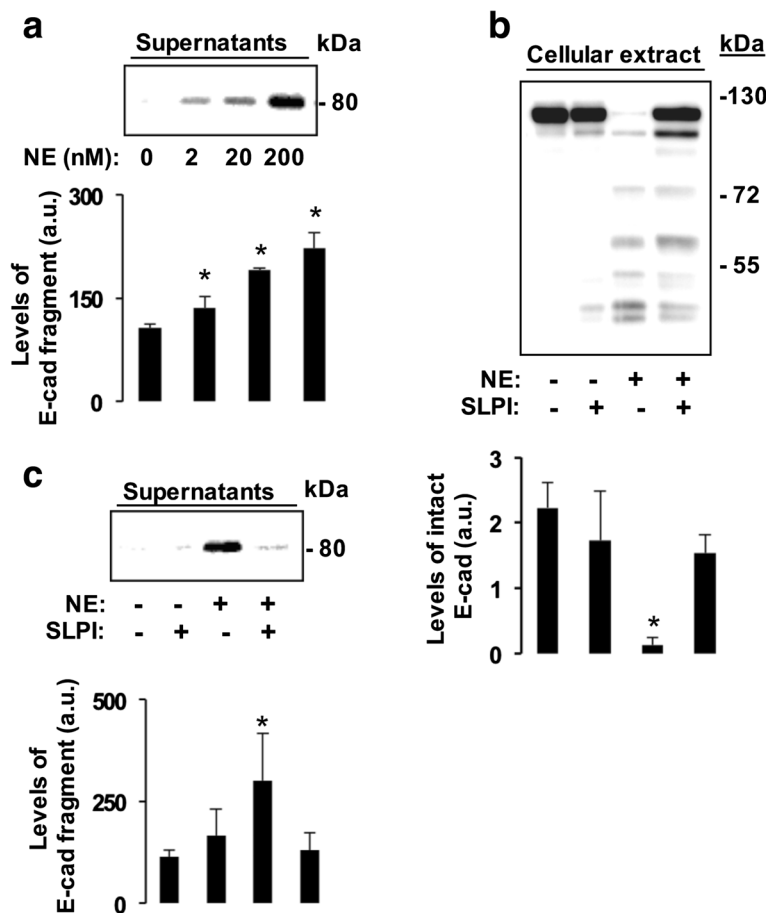 a
Supernatants kDa
- 80
NE (nM): 0 2 20 200
Levels of
E-cad fragment (a.u.)
300
150
0
* * *
b
Cellular extract kDa
-130
- 72
- 55
NE: - - + +
SLPI: - + - +
Levels of intact
E-cad (a.u.)
3
2
1
0
*
c
Supernatants kDa
- 80
NE: - - + +
SLPI: - + - +
Levels of
E-cad fragment (a.u.)
500
250
0
*